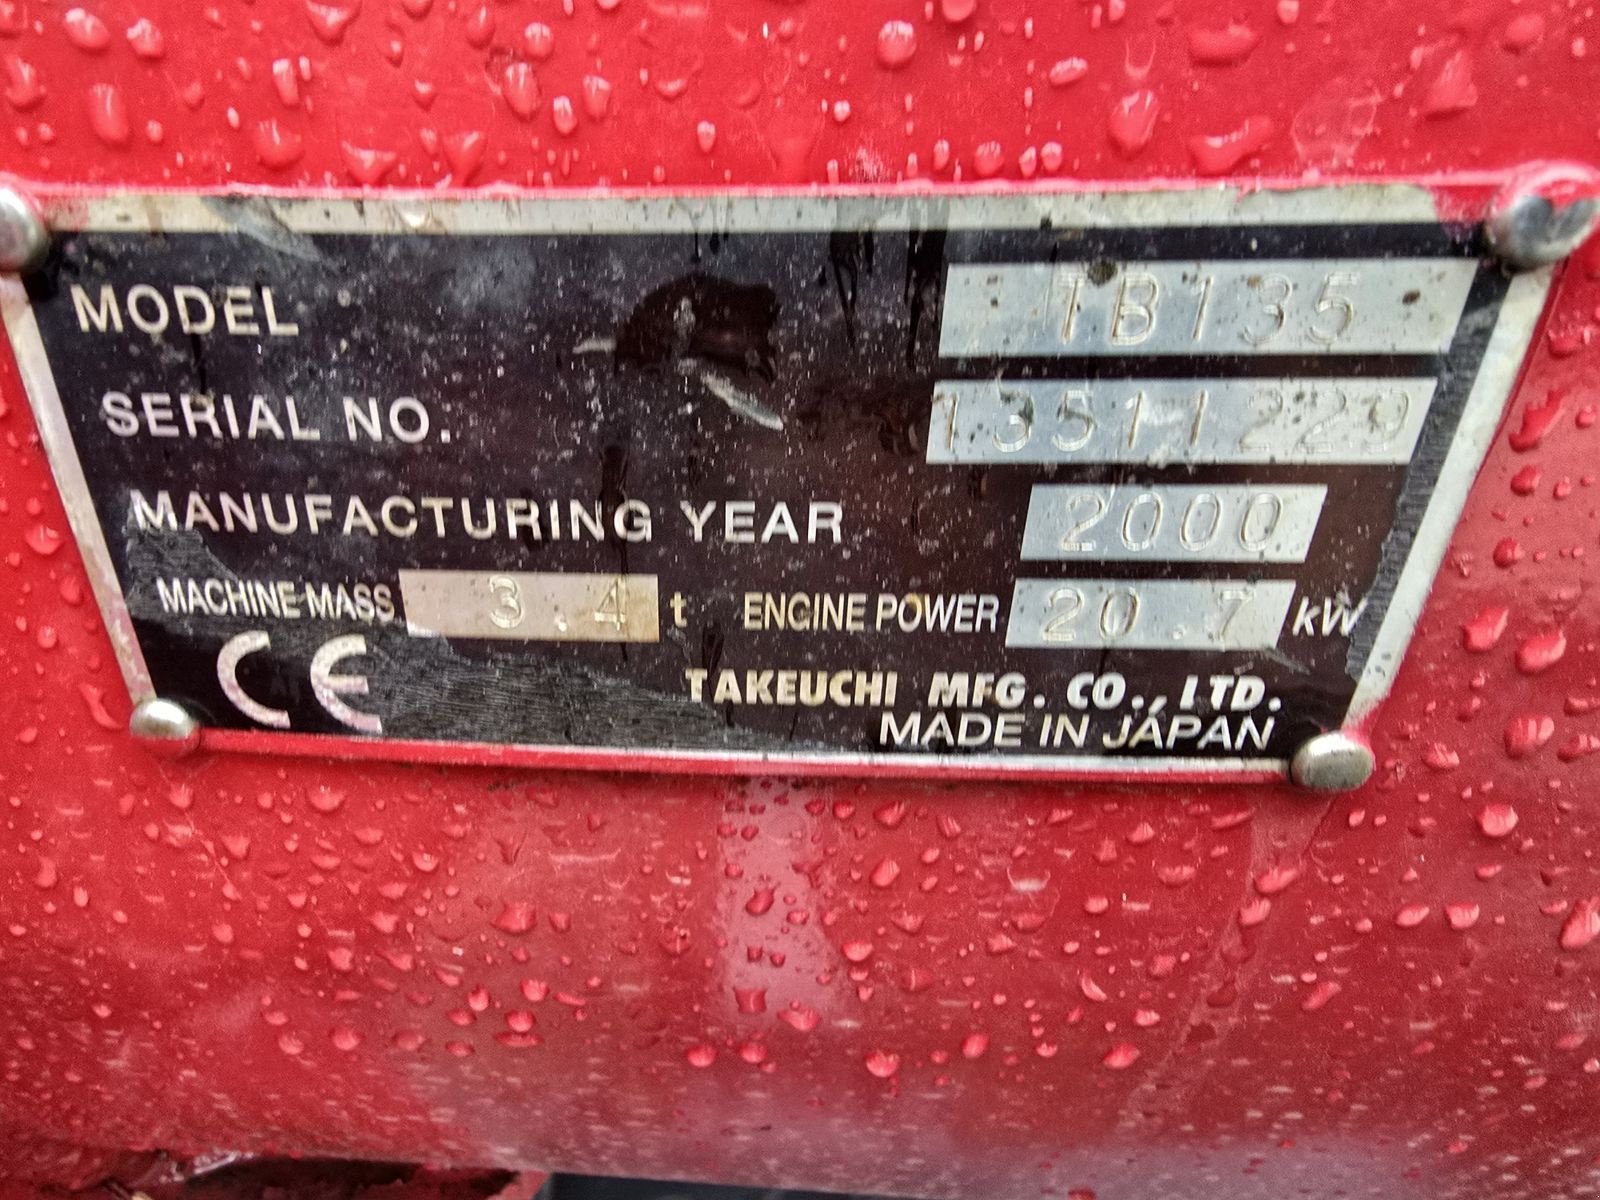 MODEL TB135
SERIAL NO. 13511229
MANUFACTURING YEAR 2000
MACHINE MASS 3.4 t ENGINE POWER 20.7 kW
CE
TAKEUCHI MFG. CO., LTD.
MADE IN JAPAN